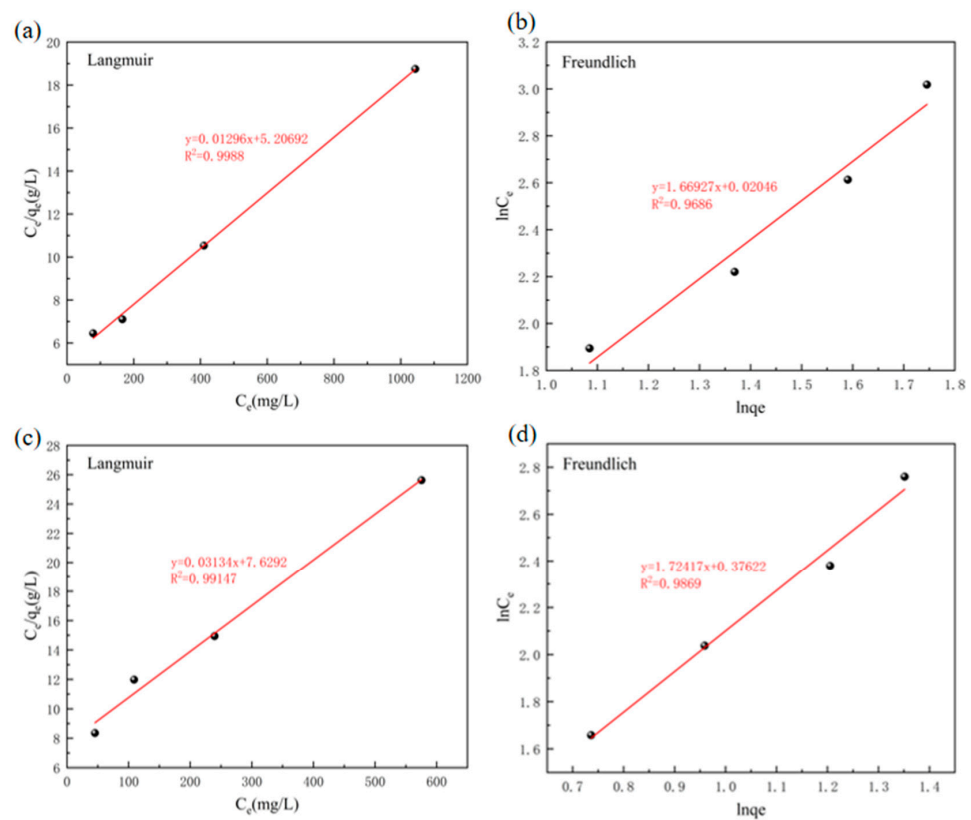 (a)
Langmuir
20
18
16
14
12
10
8
6
y=0.01296x+5.20692
R²=0.9988
Cₑ/qₑ(g/L)
0 200 400 600 800 1000 1200
Cₑ(mg/L)
(b)
Freundlich
3.0
2.8
2.6
2.4
2.2
2.0
1.8
y=1.66927x+0.02046
R²=0.9686
lnCₑ
1.0 1.1 1.2 1.3 1.4 1.5 1.6 1.7 1.8
lnqe
(c)
Langmuir
28
26
24
22
20
18
16
14
12
10
8
6
y=0.03134x+7.6292
R²=0.99147
Cₑ/qₑ(g/L)
0 100 200 300 400 500 600
Cₑ(mg/L)
(d)
Freundlich
2.8
2.6
2.4
2.2
2.0
1.8
1.6
y=1.72417x+0.37622
R²=0.9869
lnCₑ
0.7 0.8 0.9 1.0 1.1 1.2 1.3 1.4
lnqe